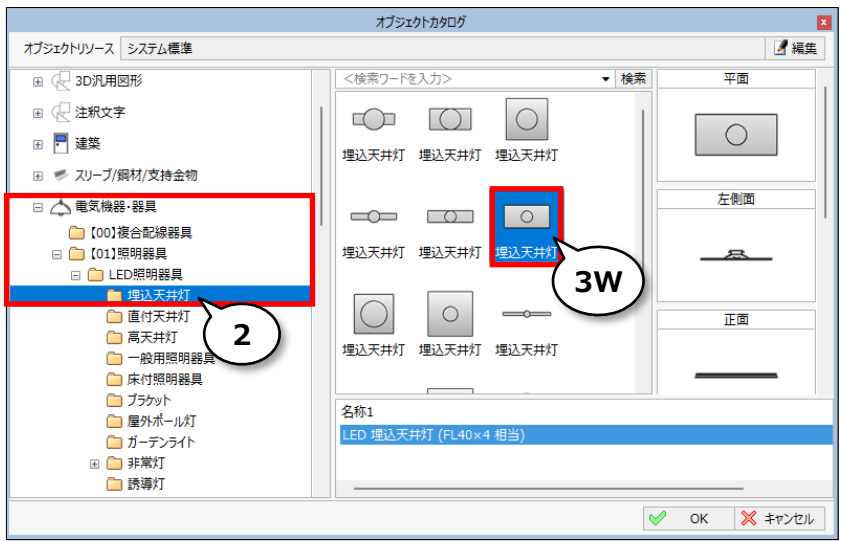 オブジェクトカタログ
オブジェクトリソース システム標準
編集
3D汎用図形
注釈文字
建築
スリーブ/鋼材/支持金物
電気機器・器具
【00】複合配線器具
【01】照明器具
LED照明器具
埋込天井灯
直付天井灯
高天井灯
一般用照明器具
床付照明器具
ブラケット
屋外ポール灯
ガーデンライト
非常灯
誘導灯
2
<検索ワードを入力>
検索
埋込天井灯 埋込天井灯 埋込天井灯
埋込天井灯 埋込天井灯 埋込天井灯
3W
埋込天井灯 埋込天井灯 埋込天井灯
平面
左側面
正面
名称1
LED 埋込天井灯 (FL40×4 相当)
OK
キャンセル